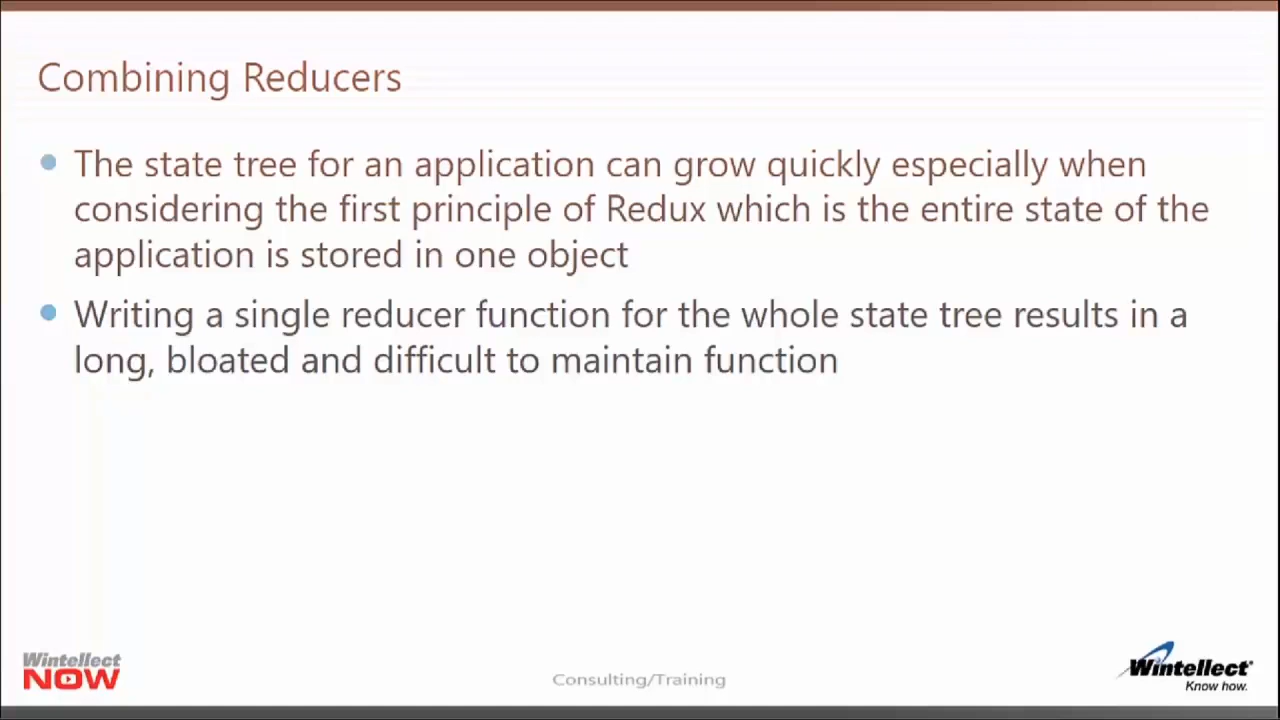 Combining Reducers
The state tree for an application can grow quickly especially when
considering the first principle of Redux which is the entire state of the
application is stored in one object
Writing a single reducer function for the whole state tree results in a
long, bloated and difficult to maintain function
Wintellect
NOW
Consulting/Training
Wintellect
Know how.